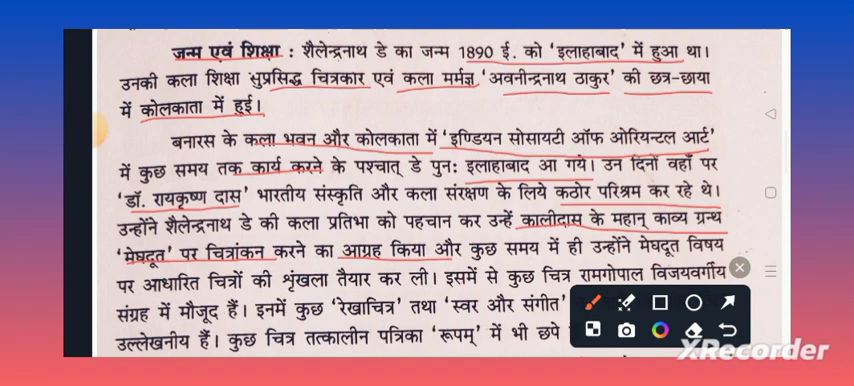 जन्म एवं शिक्षा : शैलेन्द्रनाथ डे का जन्म 1890 ई. को 'इलाहाबाद' में हुआ था।
उनकी कला शिक्षा सुप्रसिद्ध चित्रकार एवं कला मर्मज्ञ 'अवनीन्द्रनाथ ठाकुर' की छत्र-छाया
में कोलकाता में हुई।
बनारस के कला भवन और कोलकाता में 'इण्डियन सोसायटी ऑफ ओरियन्टल आर्ट'
में कुछ समय तक कार्य करने के पश्चात् डे पुन: इलाहाबाद आ गये। उन दिनों वहाँ पर
'डॉ. रायकृष्ण दास' भारतीय संस्कृति और कला संरक्षण के लिये कठोर परिश्रम कर रहे थे।
उन्होंने शैलेन्द्रनाथ डे की कला प्रतिभा को पहचान कर उन्हें कालीदास के महान् काव्य ग्रन्थ
'मेघदूत' पर चित्रांकन करने का आग्रह किया और कुछ समय में ही उन्होंने मेघदूत विषय
पर आधारित चित्रों की शृंखला तैयार कर ली। इसमें से कुछ चित्र रामगोपाल विजयवर्गीय
संग्रह में मौजूद हैं। इनमें कुछ 'रेखाचित्र' तथा 'स्वर और संगीत'
उल्लेखनीय हैं। कुछ चित्र तत्कालीन पत्रिका 'रूपम्' में भी छपे
XRecorder